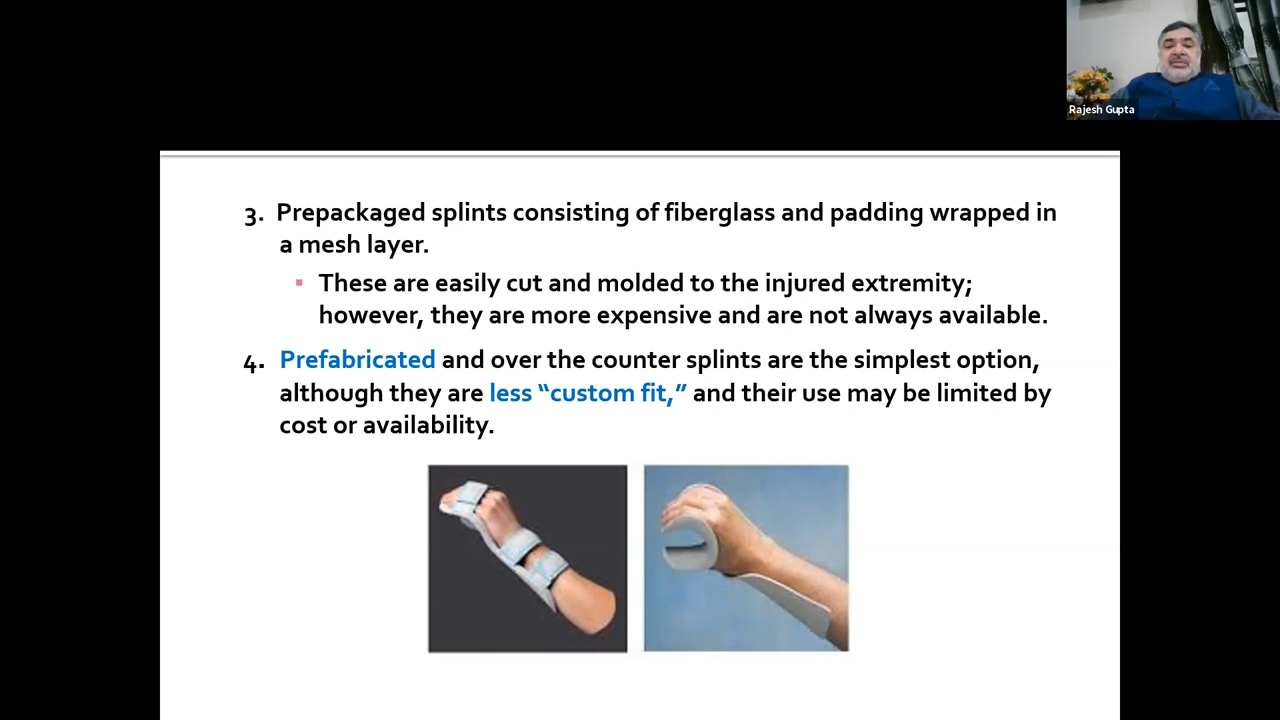 Rajesh Gupta
3. Prepackaged splints consisting of fiberglass and padding wrapped in
a mesh layer.
▪ These are easily cut and molded to the injured extremity;
however, they are more expensive and are not always available.
4. Prefabricated and over the counter splints are the simplest option,
although they are less “custom fit,” and their use may be limited by
cost or availability.